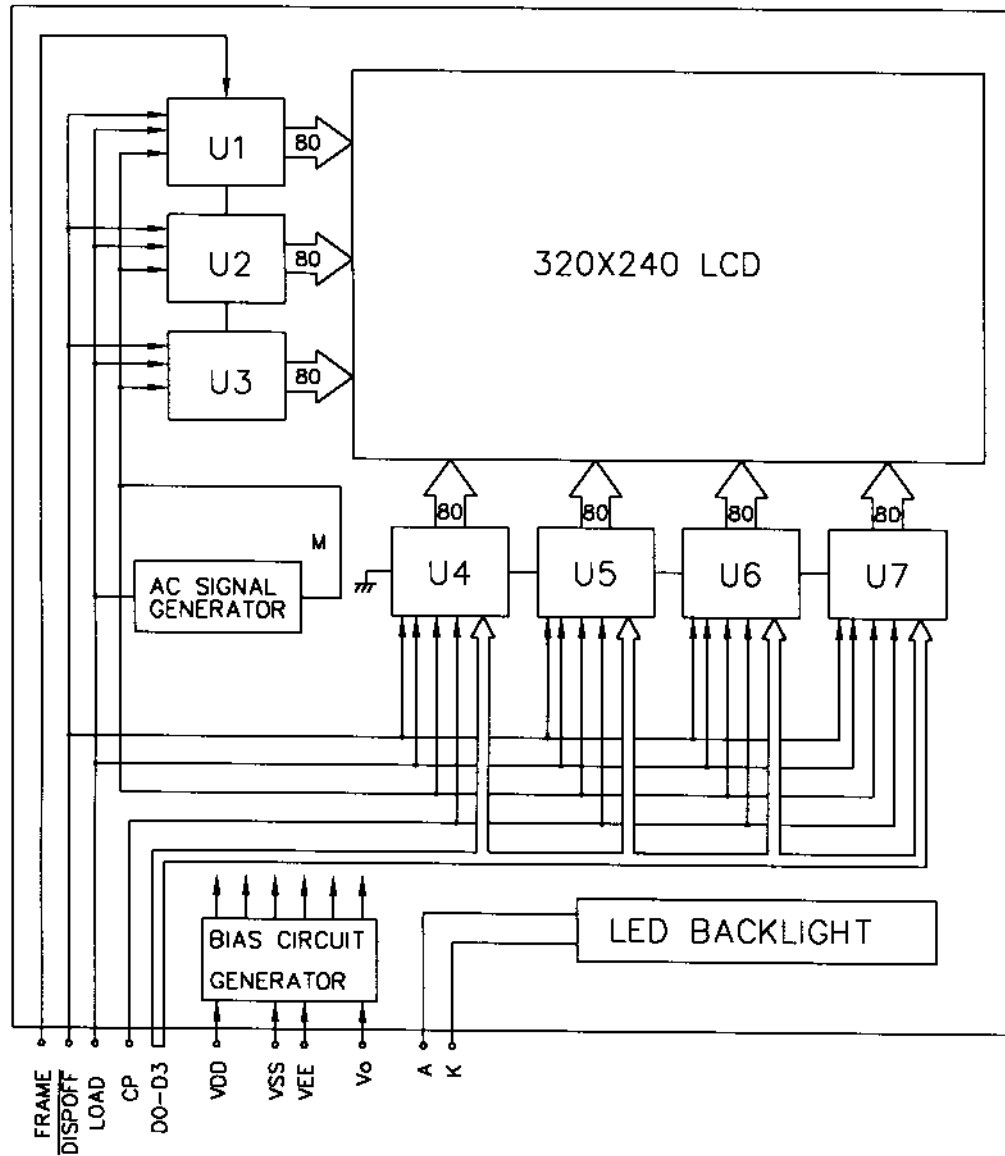 U1
80
U2
80
320X240 LCD
U3
80
80
80
80
80
M
U4
U5
U6
U7
AC SIGNAL
GENERATOR
BIAS CIRCUIT
GENERATOR
LED BACKLIGHT
FRAME
DISPOFF
LOAD
CP
DO-D3
VDD
VSS
VEE
Vo
A
K